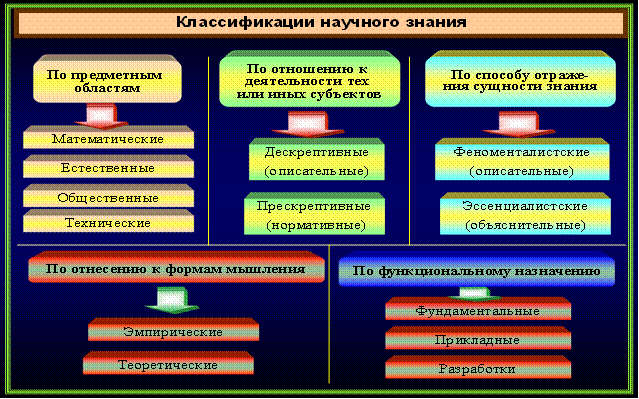 Классификации научного знания
По предметным
областям
Математические
Естественные
Общественные
Технические
По отношению к
деятельности тех
или иных субъектов
Дескрептивные
(описательные)
Прескриптивные
(нормативные)
По способу отраже-
ния сущности знания
Феноменталистские
(описательные)
Эссенциалистские
(объяснительные)
По отнесению к формам мышления
Эмпирические
Теоретические
По функциональному назначению
Фундаментальные
Прикладные
Разработки